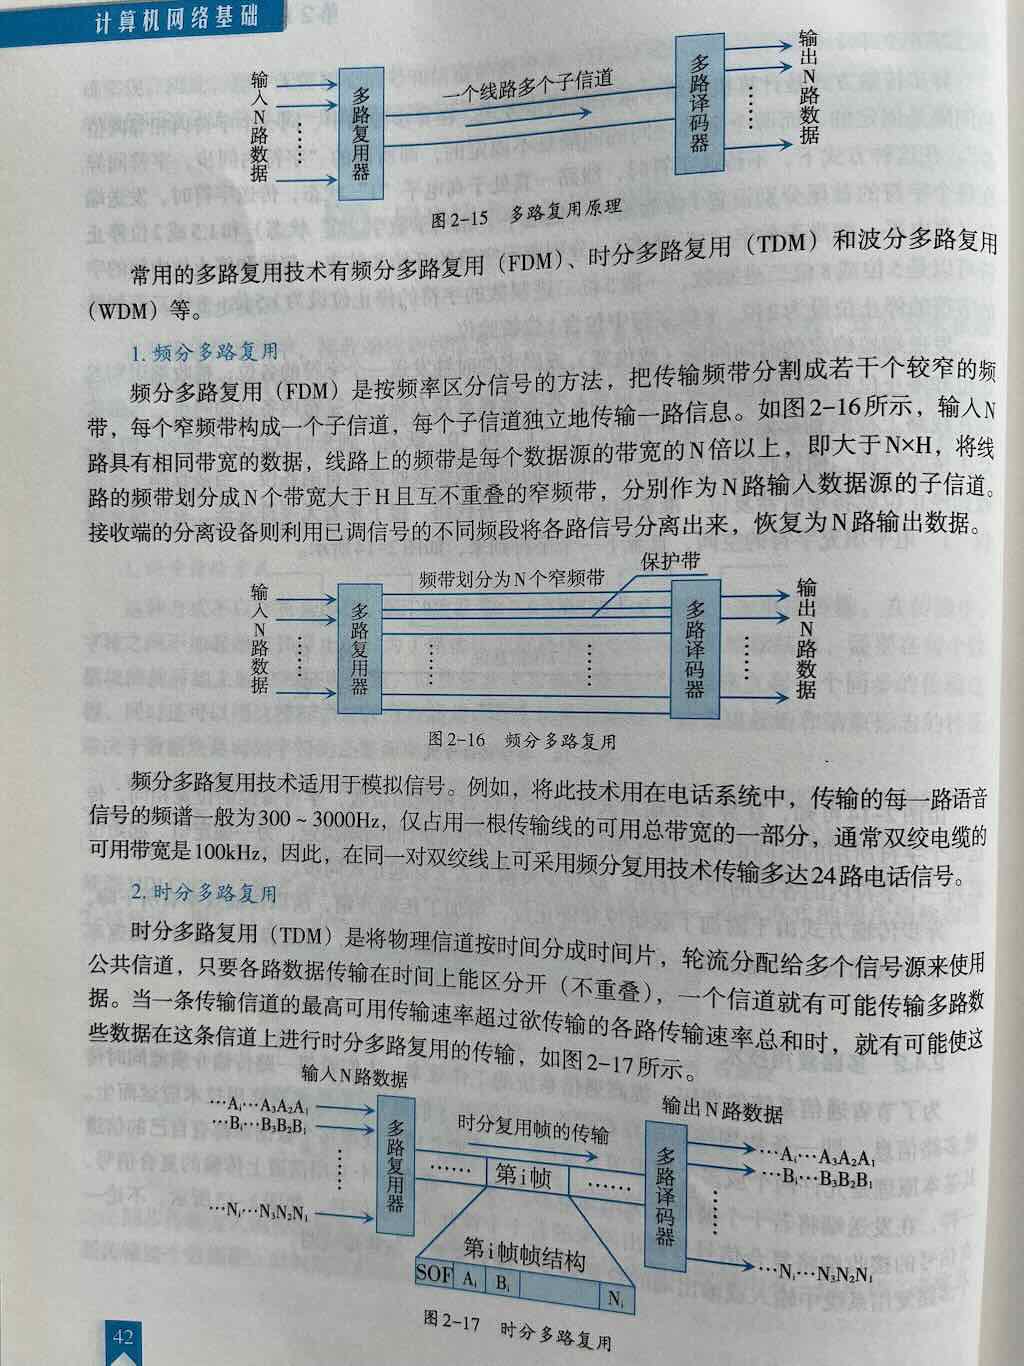 计算机网络基础
输入N路数据
多路复用器
一个线路多个子信道
多路译码器
输出N路数据
图2-15 多路复用原理
常用的多路复用技术有频分多路复用（FDM）、时分多路复用（TDM）和波分多路复用
（WDM）等。
1. 频分多路复用
频分多路复用（FDM）是按频率区分信号的方法，把传输频带分割成若干个较窄的频
带，每个窄频带构成一个子信道，每个子信道独立地传输一路信息。如图2-16所示，输入N
路具有相同带宽的数据，线路上的频带是每个数据源的带宽的N倍以上，即大于N×H，将线
路的频带划分成N个带宽大于H且互不重叠的窄频带，分别作为N路输入数据源的子信道。
接收端的分离设备则利用已调信号的不同频段将各路信号分离出来，恢复为N路输出数据。
输入N路数据
多路复用器
频带划分为N个窄频带
保护带
多路译码器
输出N路数据
图2-16 频分多路复用
频分多路复用技术适用于模拟信号。例如，将此技术用在电话系统中，传输的每一路语音
信号的频谱一般为300～3000Hz，仅占用一根传输线的可用总带宽的一部分，通常双绞电缆的
可用带宽是100kHz，因此，在同一对双绞线上可采用频分复用技术传输多达24路电话信号。
2. 时分多路复用
时分多路复用（TDM）是将物理信道按时间分成时间片，轮流分配给多个信号源来使用
公共信道，只要各路数据传输在时间上能区分开（不重叠），一个信道就有可能传输多路数
据。当一条传输信道的最高可用传输速率超过欲传输的各路传输速率总和时，就有可能使这
些数据在这条信道上进行时分多路复用的传输，如图2-17所示。
输入N路数据
…Aᵢ…A₃A₂A₁
…Bᵢ…B₃B₂B₁
…Nᵢ…N₃N₂N₁
多路复用器
时分复用帧的传输
…… 第i帧 ……
第i帧帧结构
SOF Aᵢ Bᵢ Nᵢ
多路译码器
输出N路数据
…Aᵢ…A₃A₂A₁
…Bᵢ…B₃B₂B₁
…Nᵢ…N₃N₂N₁
图2-17 时分多路复用
42